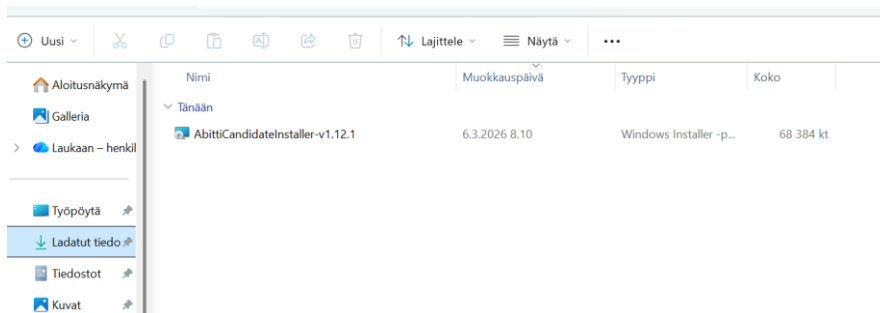 Uusi Lajittele Näytä
Nimi Muokkauspäivä Tyyppi Koko
Aloitusnäkymä
Tänään
Galleria
AbittiCandidateInstaller-v1.12.1 6.3.2026 8.10 Windows Installer -p... 68 384 kt
Laukaan – henkil
Työpöytä
Ladatut tiedo
Tiedostot
Kuvat